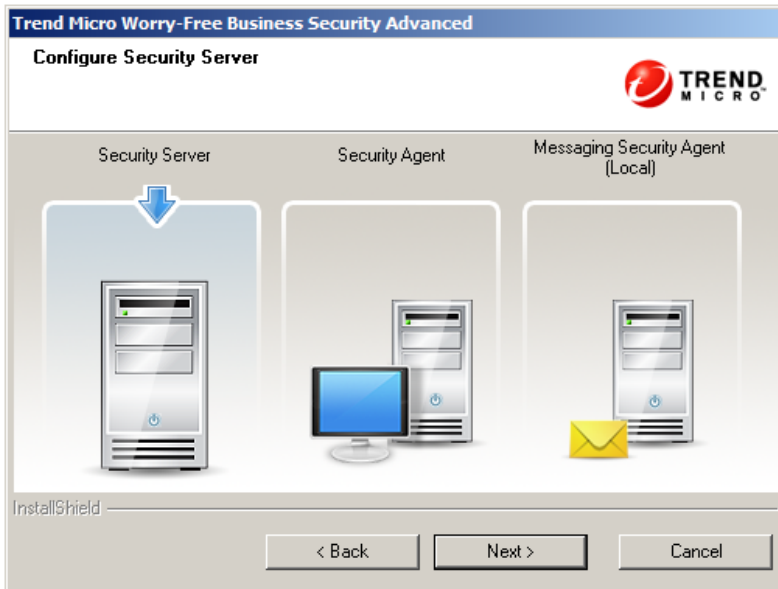 Trend Micro Worry-Free Business Security Advanced
Configure Security Server
TREND
MICRO
Security Server
Security Agent
Messaging Security Agent
(Local)
InstallShield
< Back
Next >
Cancel